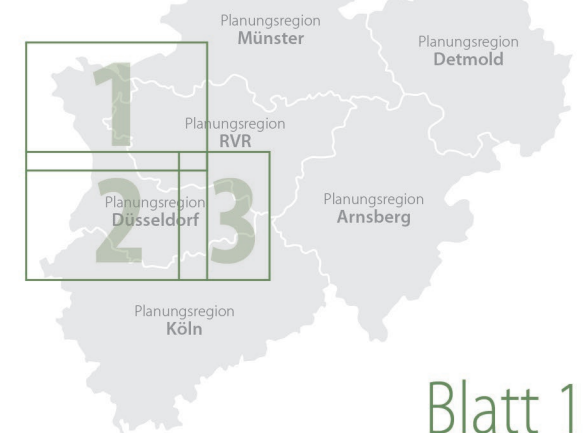 Planungsregion
Münster
Planungsregion
Detmold
1
Planungsregion
RVR
Planungsregion
Düsseldorf
2
3
Planungsregion
Arnsberg
Planungsregion
Köln
Blatt 1